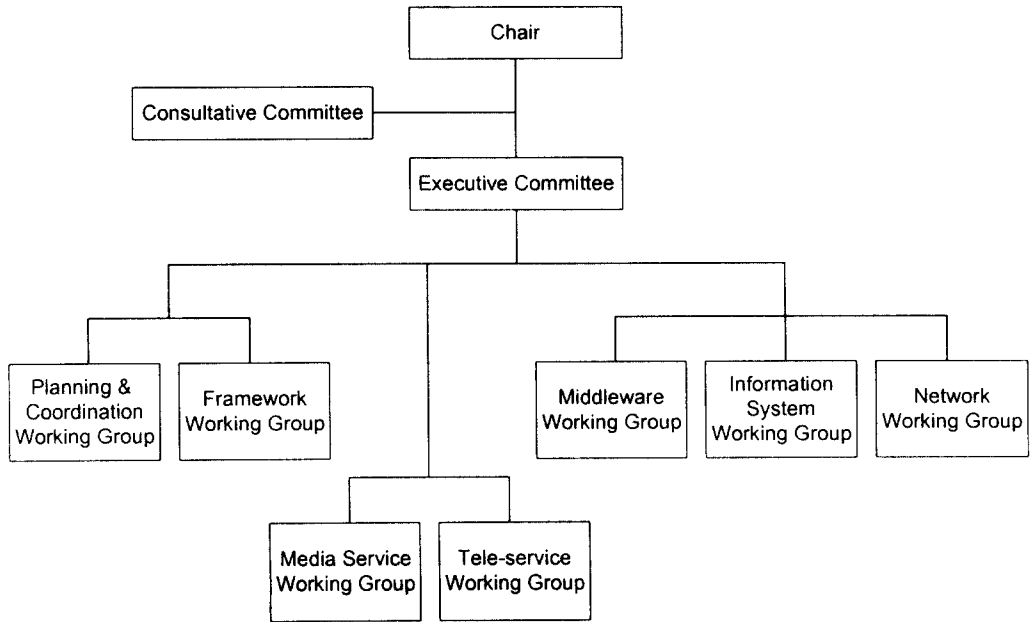 Chair
Consultative Committee
Executive Committee
Planning &
Coordination
Working Group
Framework
Working Group
Middleware
Working Group
Information
System
Working Group
Network
Working Group
Media Service
Working Group
Tele-service
Working Group